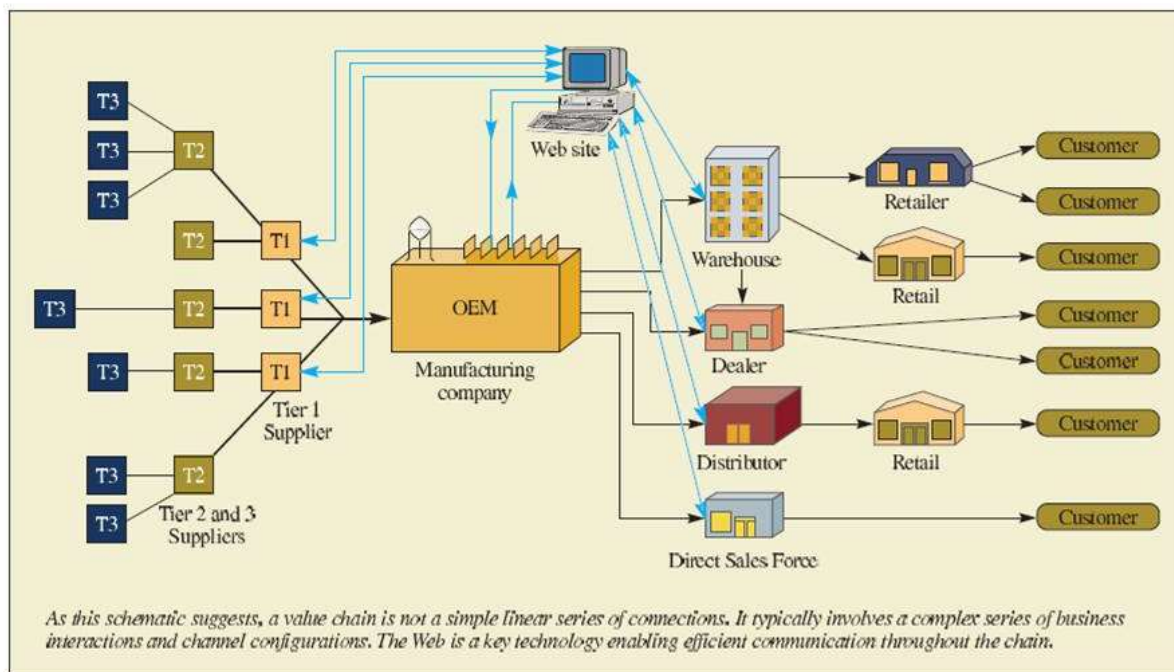 T3
T3
T2
T3
T2
T1
T3
T2
T1
T3
T2
T1
Tier 1
Supplier
T3
T2
T3
Tier 2 and 3
Suppliers
Web site
OEM
Manufacturing
company
Warehouse
Dealer
Distributor
Direct Sales Force
Retailer
Retail
Retail
Customer
Customer
Customer
Customer
Customer
Customer
Customer
As this schematic suggests, a value chain is not a simple linear series of connections. It typically involves a complex series of business
interactions and channel configurations. The Web is a key technology enabling efficient communication throughout the chain.